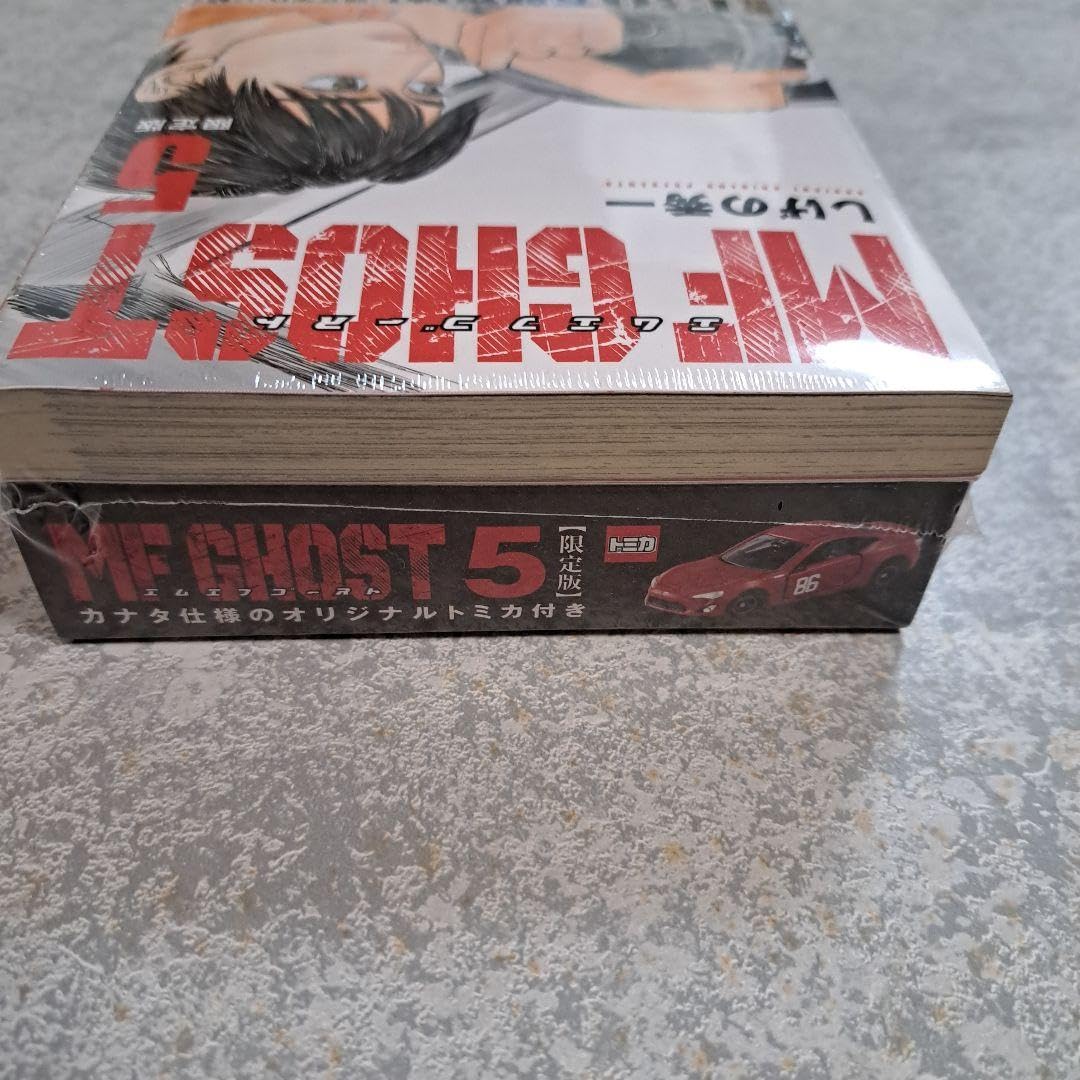 限定版
5
しげの秀一
MF GHOST
エムエフゴースト
MF GHOST 5【限定版】
エムエフゴースト
トミカ
86
カナタ仕様のオリジナルトミカ付き